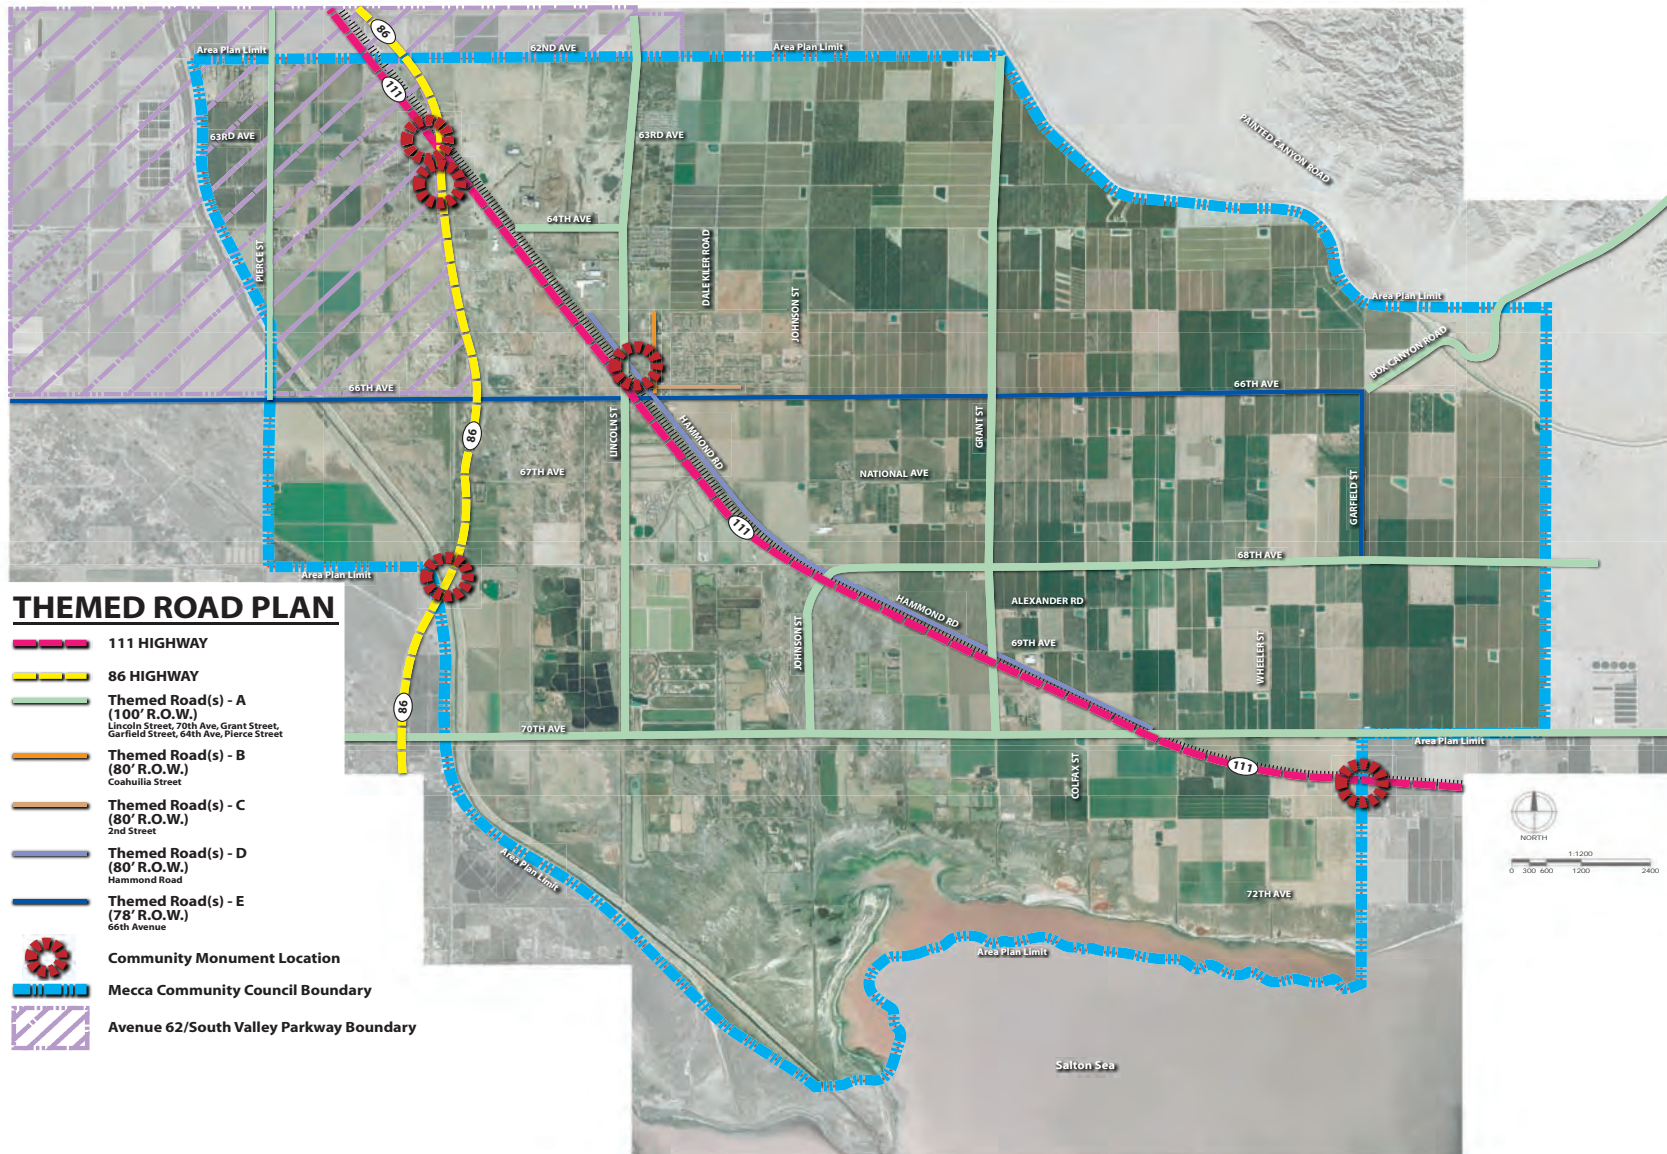 86
Area Plan Limit
62ND AVE
Area Plan Limit
111
63RD AVE
63RD AVE
PAINTED CANYON ROAD
64TH AVE
PIERCE ST
DALE KILER ROAD
JOHNSON ST
Area Plan Limit
BOX CANYON ROAD
66TH AVE
66TH AVE
86
LINCOLN ST
HAMMOND RD
GRANT ST
67TH AVE
NATIONAL AVE
GARFIELD ST
111
68TH AVE
Area Plan Limit
HAMMOND RD
ALEXANDER RD
JOHNSON ST
69TH AVE
WHEELER ST
86
70TH AVE
Area Plan Limit
COLFAX ST
111
Area Plan Limit
72TH AVE
Area Plan Limit
Salton Sea
THEMED ROAD PLAN
111 HIGHWAY
86 HIGHWAY
Themed Road(s) - A
(100' R.O.W.)
Lincoln Street, 70th Ave, Grant Street,
Garfield Street, 64th Ave, Pierce Street
Themed Road(s) - B
(80' R.O.W.)
Coahuilia Street
Themed Road(s) - C
(80' R.O.W.)
2nd Street
Themed Road(s) - D
(80' R.O.W.)
Hammond Road
Themed Road(s) - E
(78' R.O.W.)
66th Avenue
Community Monument Location
Mecca Community Council Boundary
Avenue 62/South Valley Parkway Boundary
NORTH
1:1200
0 300 600 1200 2400